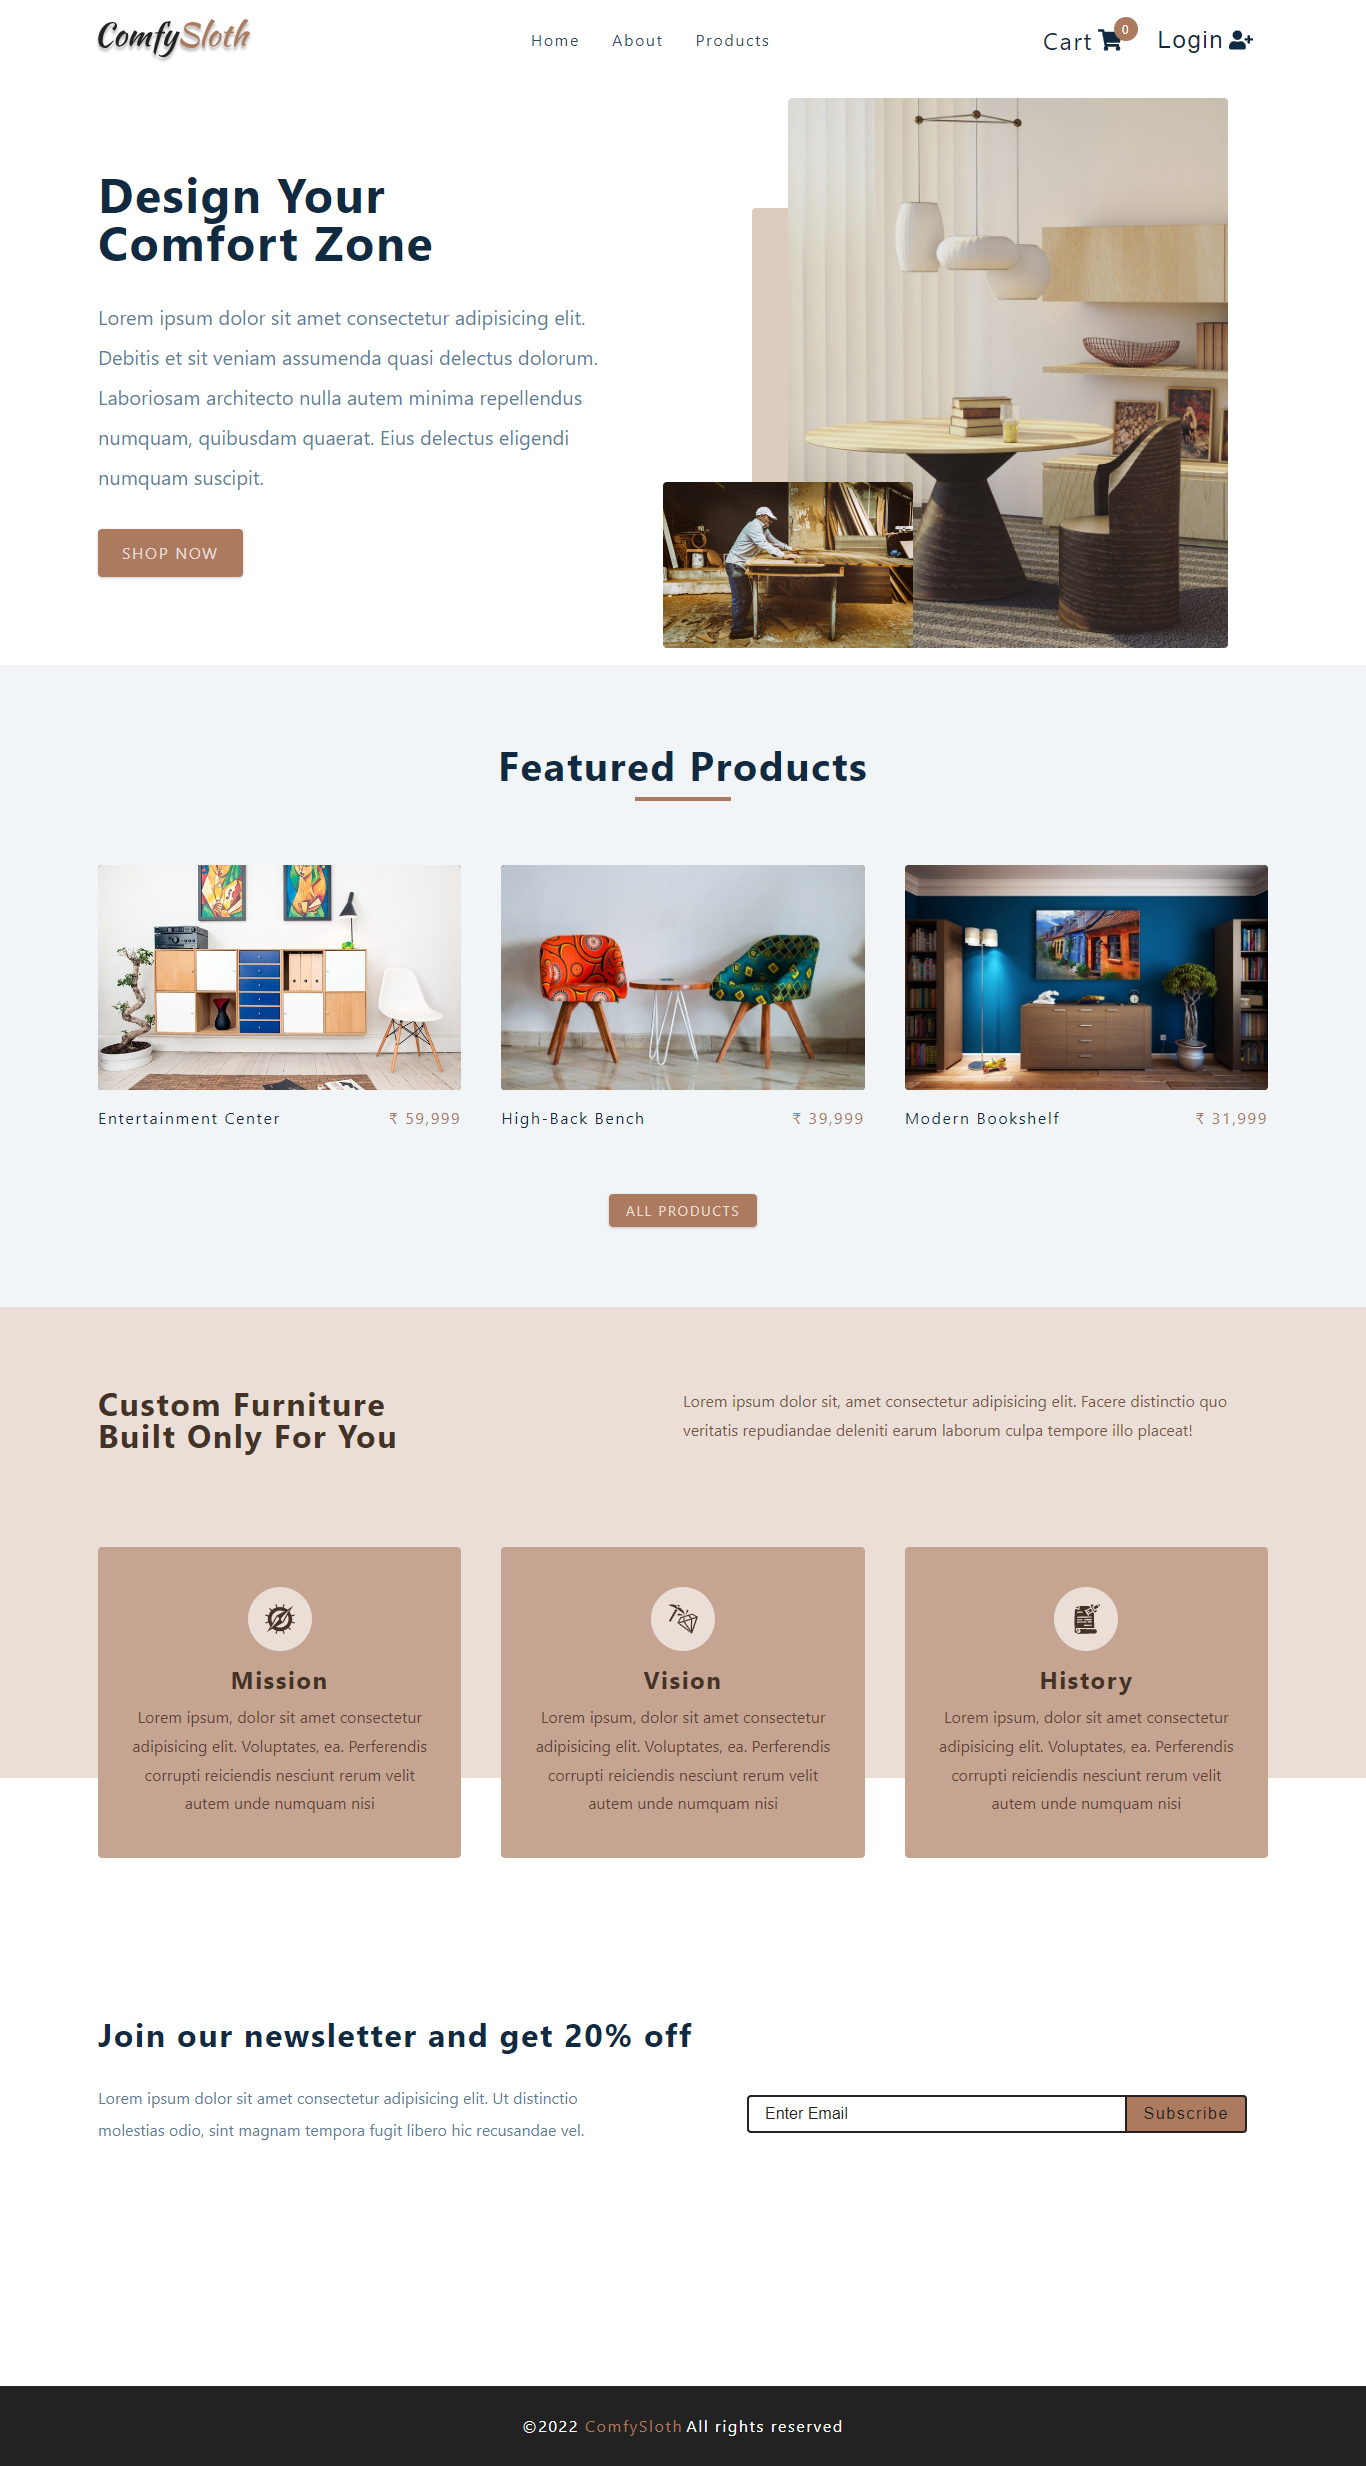 ComfySloth
Home About Products
Cart 0 Login
Design Your
Comfort Zone
Lorem ipsum dolor sit amet consectetur adipisicing elit.
Debitis et sit veniam assumenda quasi delectus dolorum.
Laboriosam architecto nulla autem minima repellendus
numquam, quibusdam quaerat. Eius delectus eligendi
numquam suscipit.
SHOP NOW
Featured Products
Entertainment Center ₹ 59,999
High-Back Bench ₹ 39,999
Modern Bookshelf ₹ 31,999
ALL PRODUCTS
Custom Furniture
Built Only For You
Lorem ipsum dolor sit, amet consectetur adipisicing elit. Facere distinctio quo
veritatis repudiandae deleniti earum laborum culpa tempore illo placeat!
Mission
Lorem ipsum, dolor sit amet consectetur
adipisicing elit. Voluptates, ea. Perferendis
corrupti reiciendis nesciunt rerum velit
autem unde numquam nisi
Vision
Lorem ipsum, dolor sit amet consectetur
adipisicing elit. Voluptates, ea. Perferendis
corrupti reiciendis nesciunt rerum velit
autem unde numquam nisi
History
Lorem ipsum, dolor sit amet consectetur
adipisicing elit. Voluptates, ea. Perferendis
corrupti reiciendis nesciunt rerum velit
autem unde numquam nisi
Join our newsletter and get 20% off
Lorem ipsum dolor sit amet consectetur adipisicing elit. Ut distinctio
molestias odio, sint magnam tempora fugit libero hic recusandae vel.
Enter Email Subscribe
©2022 ComfySloth All rights reserved